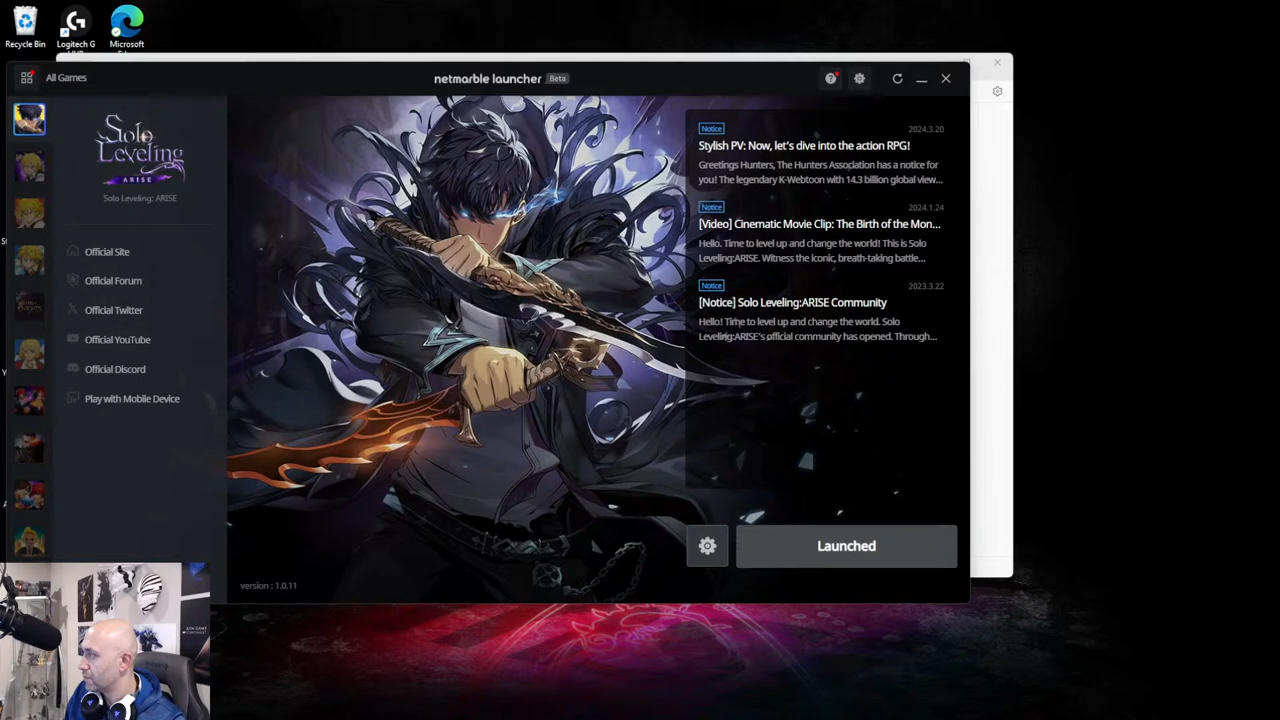 Recycle Bin
Logitech G
Microsoft
All Games
netmarble launcher Beta
Solo
Leveling
ARISE
Solo Leveling: ARISE
Official Site
Official Forum
Official Twitter
Official YouTube
Official Discord
Play with Mobile Device
Notice
2024.3.20
Stylish PV: Now, let's dive into the action RPG!
Greetings Hunters, The Hunters Association has a notice for
you! The legendary K-Webtoon with 14.3 billion global view...
Notice
2024.1.24
[Video] Cinematic Movie Clip: The Birth of the Mon...
Hello. Time to level up and change the world! This is Solo
Leveling:ARISE. Witness the iconic, breath-taking battle...
Notice
2023.3.22
[Notice] Solo Leveling:ARISE Community
Hello! Time to level up and change the world. Solo
Leveling:ARISE's official community has opened. Through...
Launched
version : 1.0.11